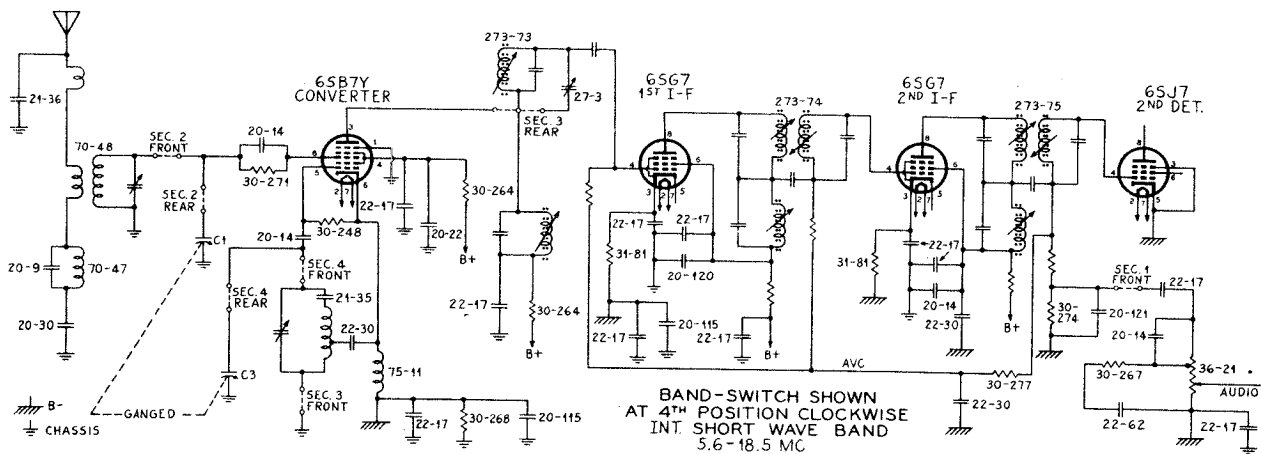 273-73
6SB7Y
CONVERTER
6SG7
1ST I-F
273-74
6SG7
2ND I-F
273-75
6SJ7
2ND DET.
21-36
70-48
SEC. 2
FRONT
20-14
30-271
SEC. 2
REAR
27-3
SEC. 3
REAR
30-264
22-17
20-22
B+
30-248
20-14
C1
SEC. 4
FRONT
SEC. 4
REAR
21-35
22-30
75-11
C3
SEC. 3
FRONT
20-9
70-47
20-30
B-
CHASSIS
GANGED
22-17
30-268
20-115
22-17
30-264
B+
22-17
31-81
22-17
20-120
22-17
20-115
22-17
B+
AVC
31-81
22-17
20-14
22-30
B+
30-277
22-30
SEC. 1
FRONT
22-17
30-274
20-121
20-14
30-267
36-21
AUDIO
22-62
22-17
BAND-SWITCH SHOWN
AT 4TH POSITION CLOCKWISE
INT. SHORT WAVE BAND
5.6-18.5 MC